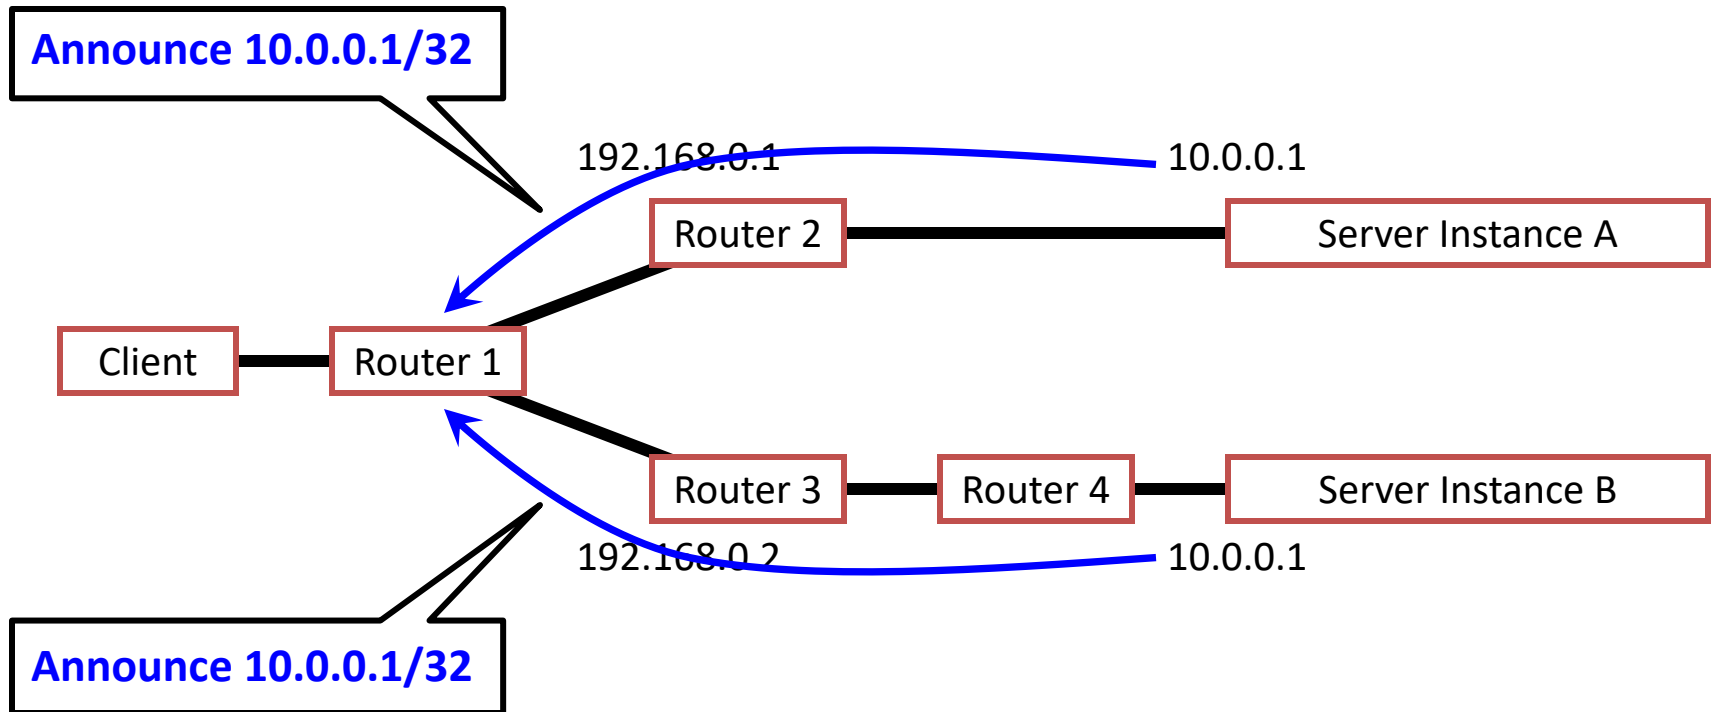 Announce 10.0.0.1/32
192.168.0.1
10.0.0.1
Router 2
Server Instance A
Client
Router 1
Router 3
Router 4
Server Instance B
192.168.0.2
10.0.0.1
Announce 10.0.0.1/32